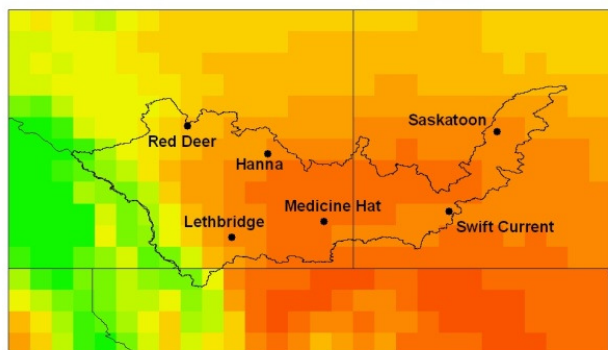 Saskatoon
Red Deer
Hanna
Medicine Hat
Lethbridge
Swift Current